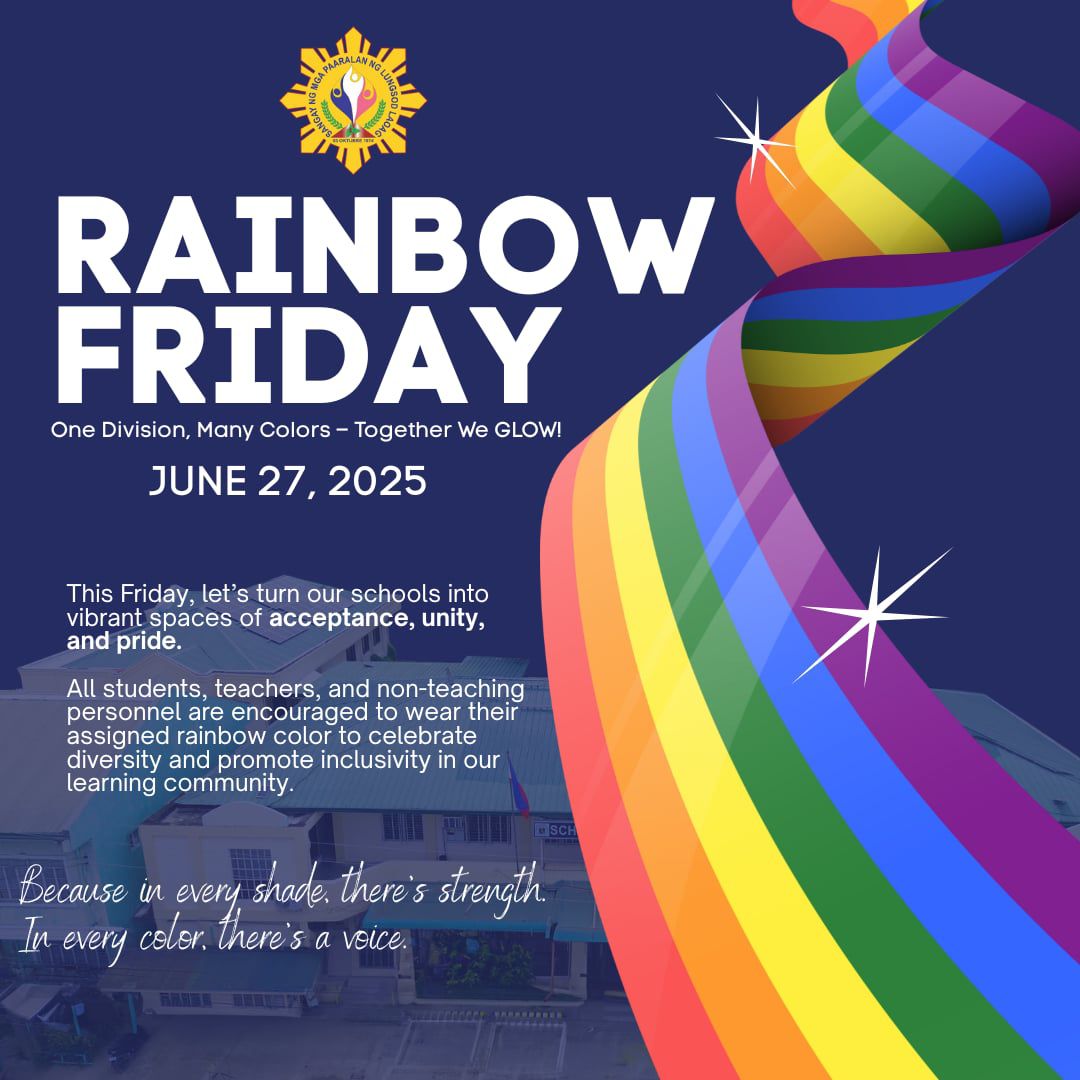 SANGAY NG MGA PAARALAN NG LUNGSOD LAOAG
RAINBOW
FRIDAY
One Division, Many Colors – Together We GLOW!
JUNE 27, 2025
This Friday, let's turn our schools into
vibrant spaces of acceptance, unity,
and pride.
All students, teachers, and non-teaching
personnel are encouraged to wear their
assigned rainbow color to celebrate
diversity and promote inclusivity in our
learning community.
SCH
Because in every shade, there's strength.
In every color, there's a voice.